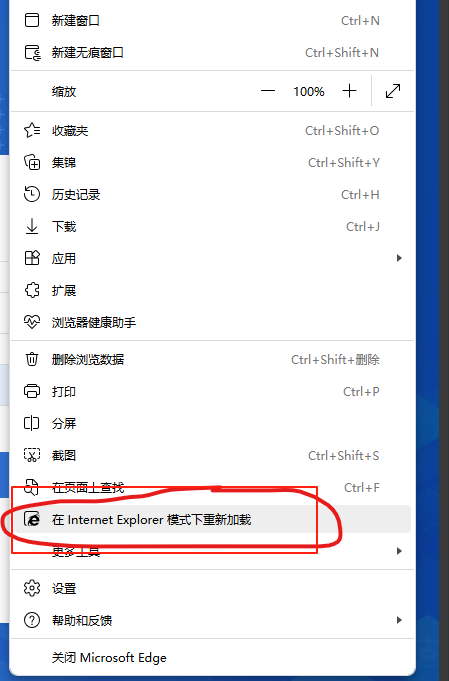 新建窗口 Ctrl+N
新建无痕窗口 Ctrl+Shift+N
缩放 — 100% +
收藏夹 Ctrl+Shift+O
集锦 Ctrl+Shift+Y
历史记录 Ctrl+H
下载 Ctrl+J
应用
扩展
浏览器健康助手
删除浏览数据 Ctrl+Shift+删除
打印 Ctrl+P
分屏
截图 Ctrl+Shift+S
在页面上查找 Ctrl+F
在 Internet Explorer 模式下重新加载
更多工具
设置
帮助和反馈
关闭 Microsoft Edge